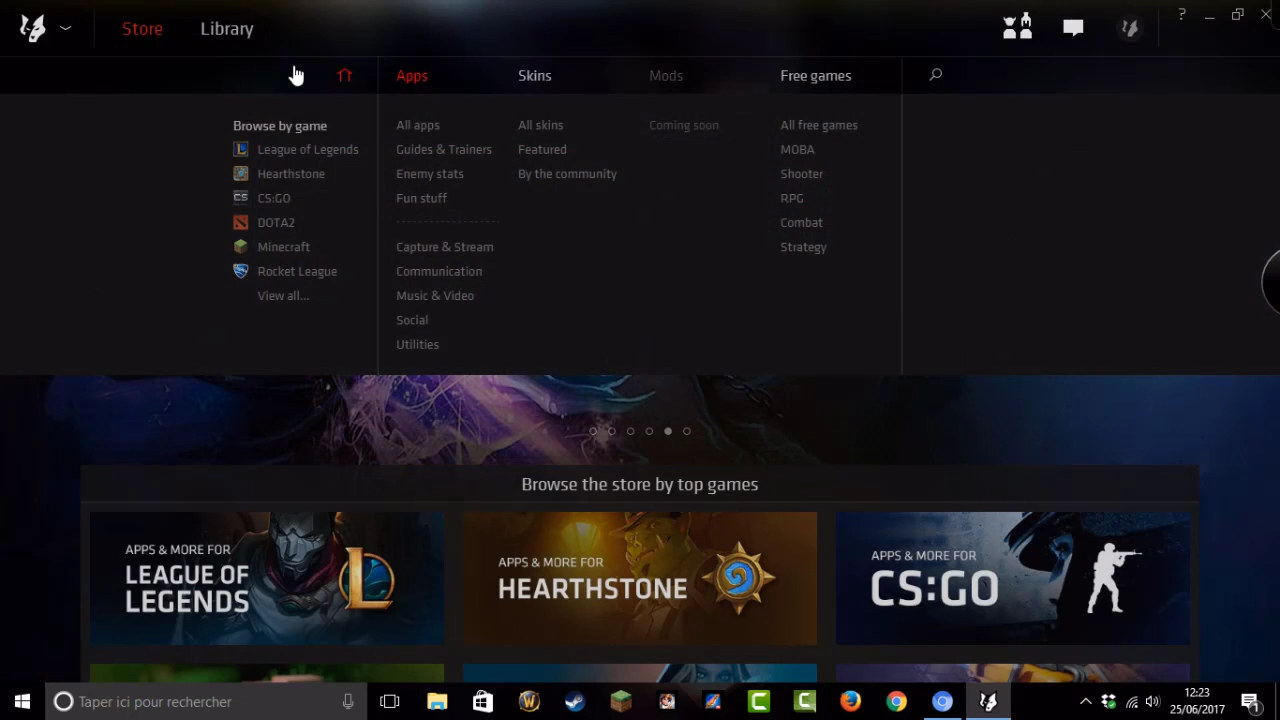 Store Library
?
Apps Skins Mods Free games
Browse by game
League of Legends
Hearthstone
CS:GO
DOTA2
Minecraft
Rocket League
View all...
All apps
Guides & Trainers
Enemy stats
Fun stuff
Capture & Stream
Communication
Music & Video
Social
Utilities
All skins
Featured
By the community
Coming soon
All free games
MOBA
Shooter
RPG
Combat
Strategy
Browse the store by top games
APPS & MORE FOR
LEAGUE OF
LEGENDS
APPS & MORE FOR
HEARTHSTONE
APPS & MORE FOR
CS:GO
Taper ici pour rechercher
12:23
25/06/2017
1